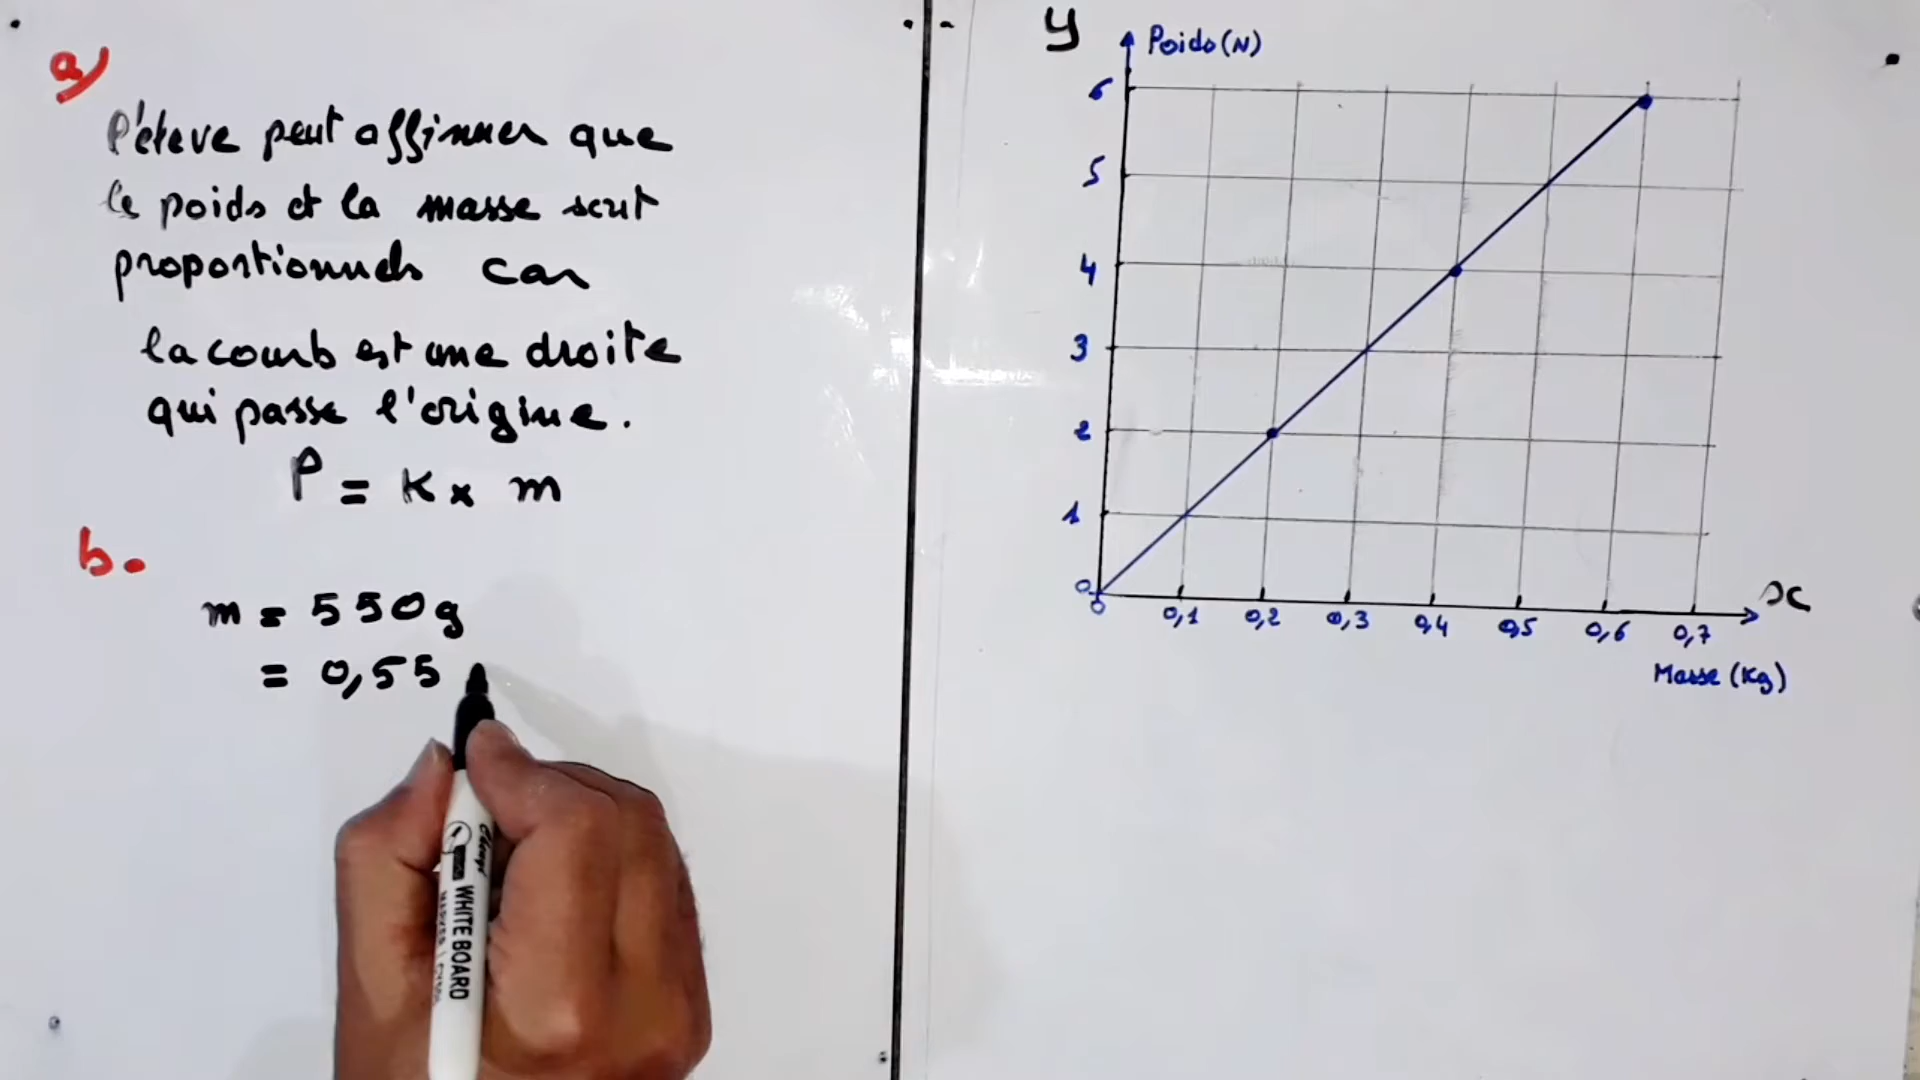 a)
l'éleve peut affirmer que
le poids et la masse sont
proportionnels car
la courb est une droite
qui passe l'origine.
P = K x m
b.
m = 550g
= 0,55
WHITE BOARD
y
Poids (N)
6
5
4
3
2
1
0
0 0,1 0,2 0,3 0,4 0,5 0,6 0,7
x
Masse (Kg)